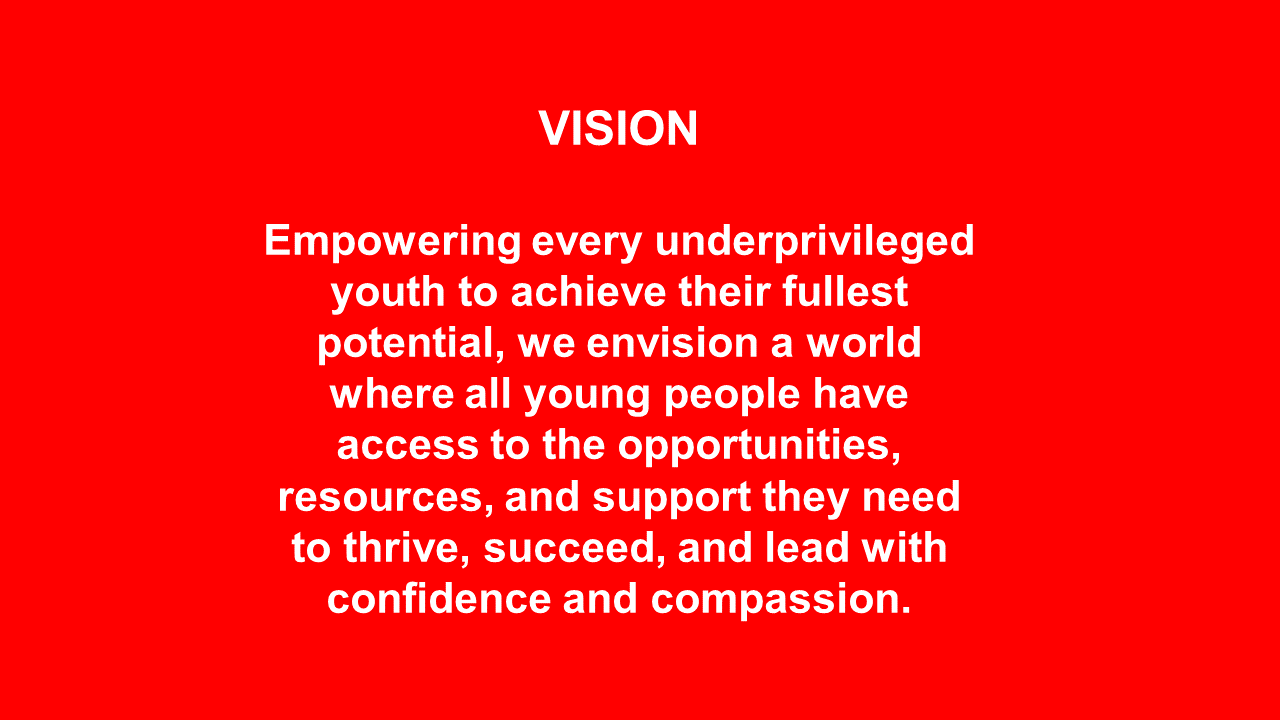 VISION
Empowering every underprivileged
youth to achieve their fullest
potential, we envision a world
where all young people have
access to the opportunities,
resources, and support they need
to thrive, succeed, and lead with
confidence and compassion.